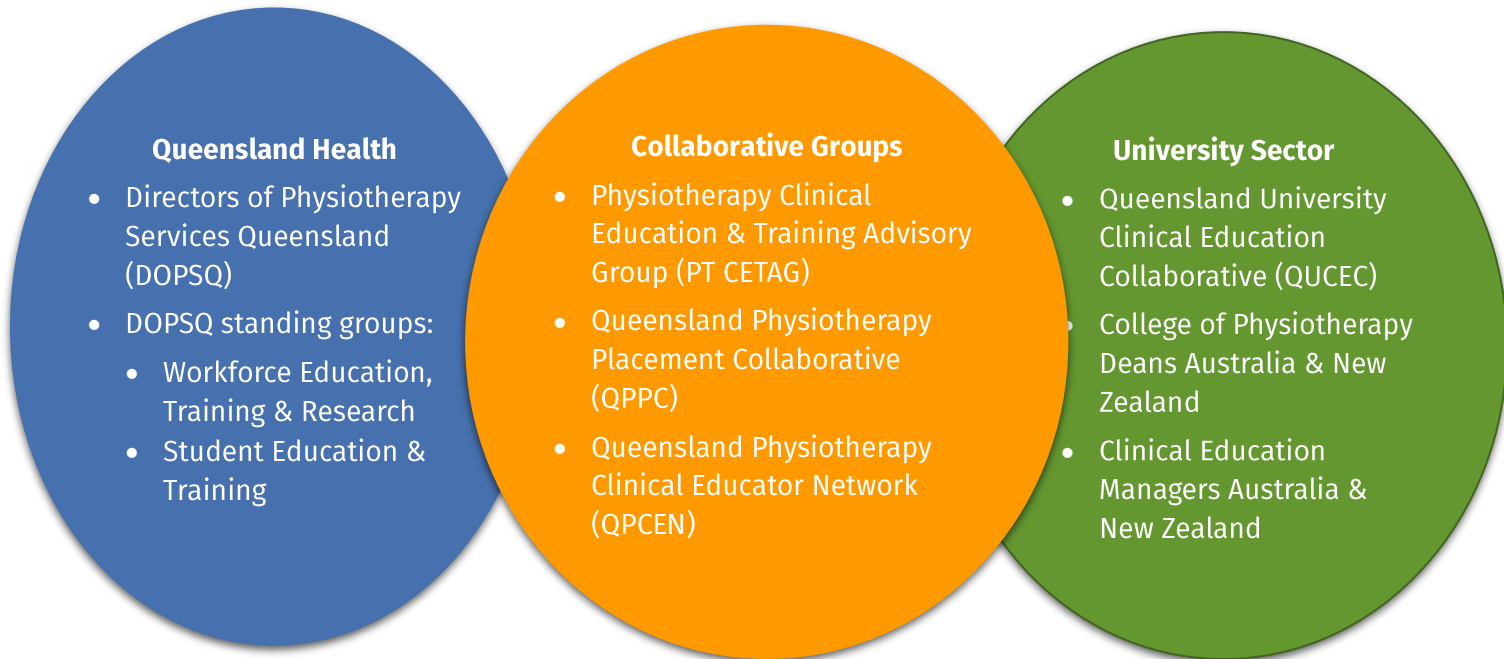 Queensland Health
• Directors of Physiotherapy
Services Queensland
(DOPSQ)
• DOPSQ standing groups:
• Workforce Education,
Training & Research
• Student Education &
Training
Collaborative Groups
• Physiotherapy Clinical
Education & Training Advisory
Group (PT CETAG)
• Queensland Physiotherapy
Placement Collaborative
(QPPC)
• Queensland Physiotherapy
Clinical Educator Network
(QPCEN)
University Sector
• Queensland University
Clinical Education
Collaborative (QUCEC)
• College of Physiotherapy
Deans Australia & New
Zealand
• Clinical Education
Managers Australia &
New Zealand